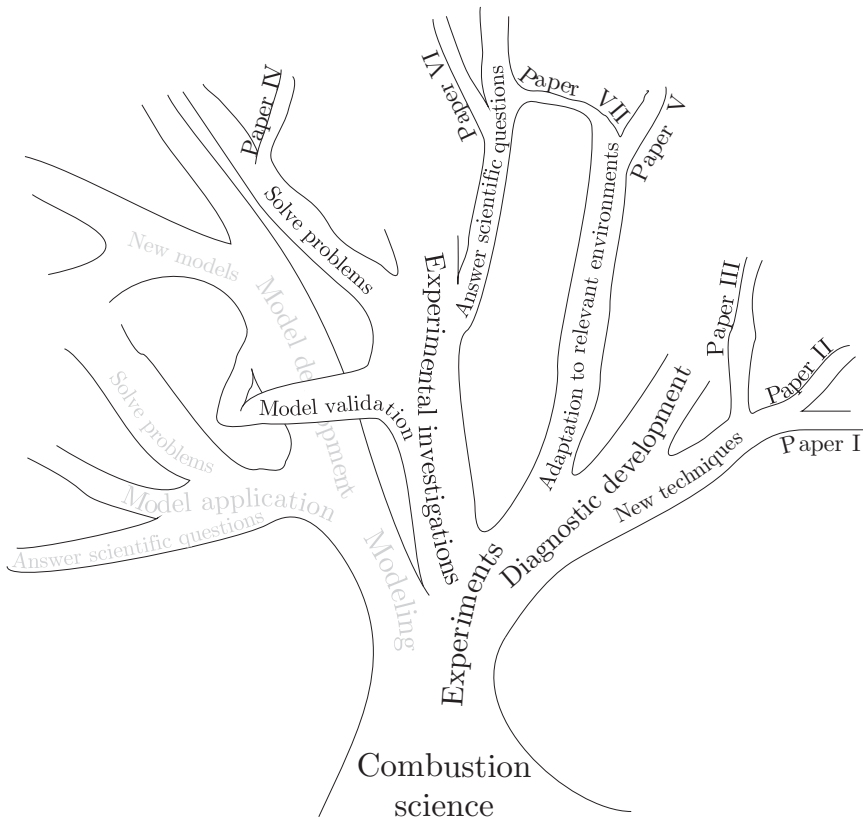 Paper IV
Paper VI
Paper VII
Paper V
Solve problems
Answer scientific questions
Adaptation to relevant environments
New models
Model development
Experimental investigations
Paper III
Paper II
Paper I
Solve problems
Model validation
Diagnostic development
New techniques
Model application
Answer scientific questions
Modeling
Experiments
Combustion
science